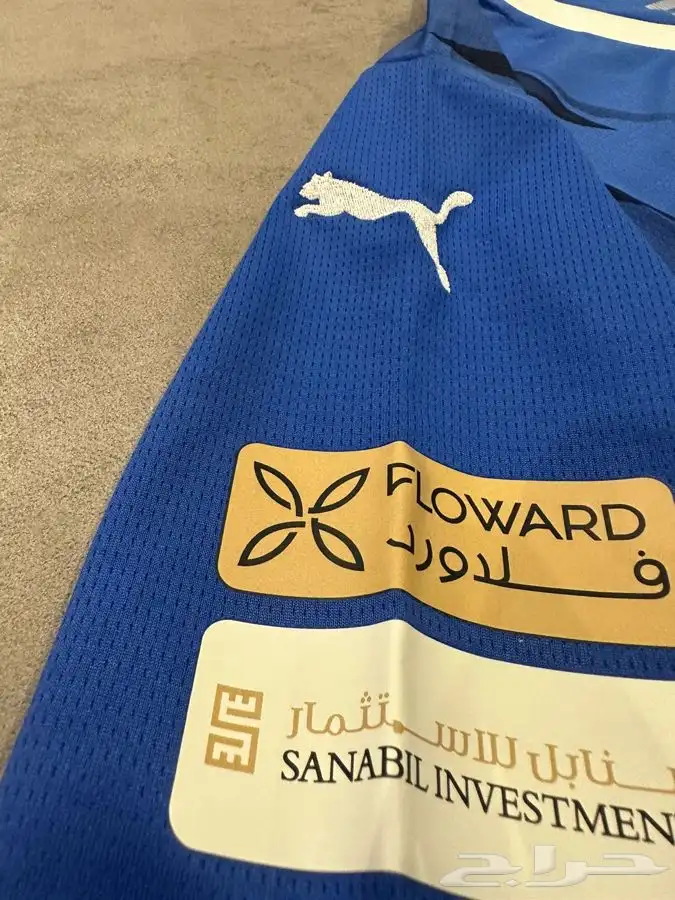 FLOWARD
فلاورد
سنابل للاستثمار
SANABIL INVESTMEN
حراج